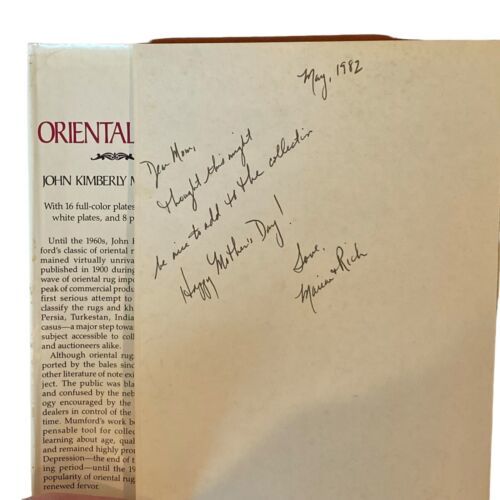 ORIENTAL
JOHN KIMBERLY M
With 16 full-color plates
white plates, and 8 p
Until the 1960s, John K
ford's classic of oriental r
mained virtually unriva
published in 1900 during
wave of oriental rug impo
peak of commercial produc
first serious attempt to
classify the rugs and kh
Persia, Turkestan, India
casus—a major step towa
subject accessible to coll
and auctioneers alike.
Although oriental rug
ported by the bales sinc
other literature of note exi
ject. The public was bla
and confused by the neb
ology encouraged by the
dealers in control of the
time. Mumford's work be
pensable tool for collec
learning about age, qual
and remained highly prou
Depression—the end of t
ing period—until the 19
popularity of oriental rug
renewed fervor.
May, 1982
Dear Mom,
Thought this might
be nice to add to the collection
Happy Mother's Day!
Love,
Marian & Rich